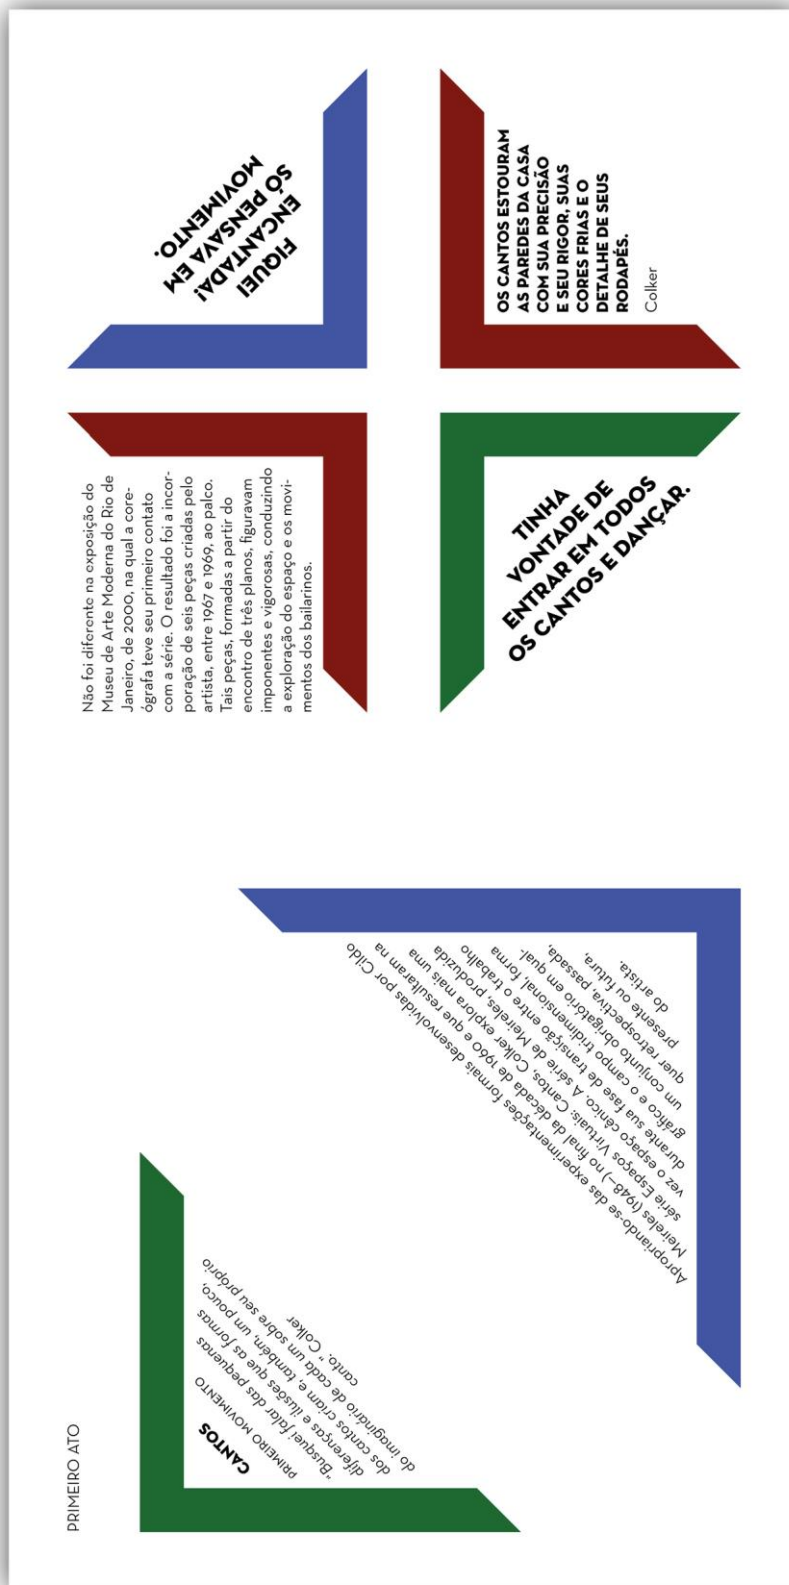 PRIMEIRO ATO
CANTOS
PRIMEIRO MOVIMENTO
"Busquei falar das pequenas
diferenças e ilusões que as formas
dos cantos criam e, também, um pouco,
do imaginário de cada um sobre seu próprio
canto." Colker
Apropriando-se das experimentações formais desenvolvidas por Cildo
Meireles (1948–) no final da década de 1960 e que resultaram na
série Espaços Virtuais: Cantos, Colker explora mais uma
vez o espaço cênico. A série de Meireles, produzida
durante sua fase de transição entre o trabalho
gráfico e o campo tridimensional, forma
um conjunto obrigatório em qual-
quer retrospectiva, passada,
presente ou futura,
do artista.
Não foi diferente na exposição do
Museu de Arte Moderna do Rio de
Janeiro, de 2000, na qual a core-
ógrafa teve seu primeiro contato
com a série. O resultado foi a incor-
poração de seis peças criadas pelo
artista, entre 1967 e 1969, ao palco.
Tais peças, formadas a partir do
encontro de três planos, figuravam
imponentes e vigorosas, conduzindo
a exploração do espaço e os movi-
mentos dos bailarinos.
FIQUEI
ENCANTADA!
SÓ PENSAVA EM
MOVIMENTO.
TINHA
VONTADE DE
ENTRAR EM TODOS
OS CANTOS E DANÇAR.
OS CANTOS ESTOURAM
AS PAREDES DA CASA
COM SUA PRECISÃO
E SEU RIGOR, SUAS
CORES FRIAS E O
DETALHE DE SEUS
RODAPÉS.
Colker